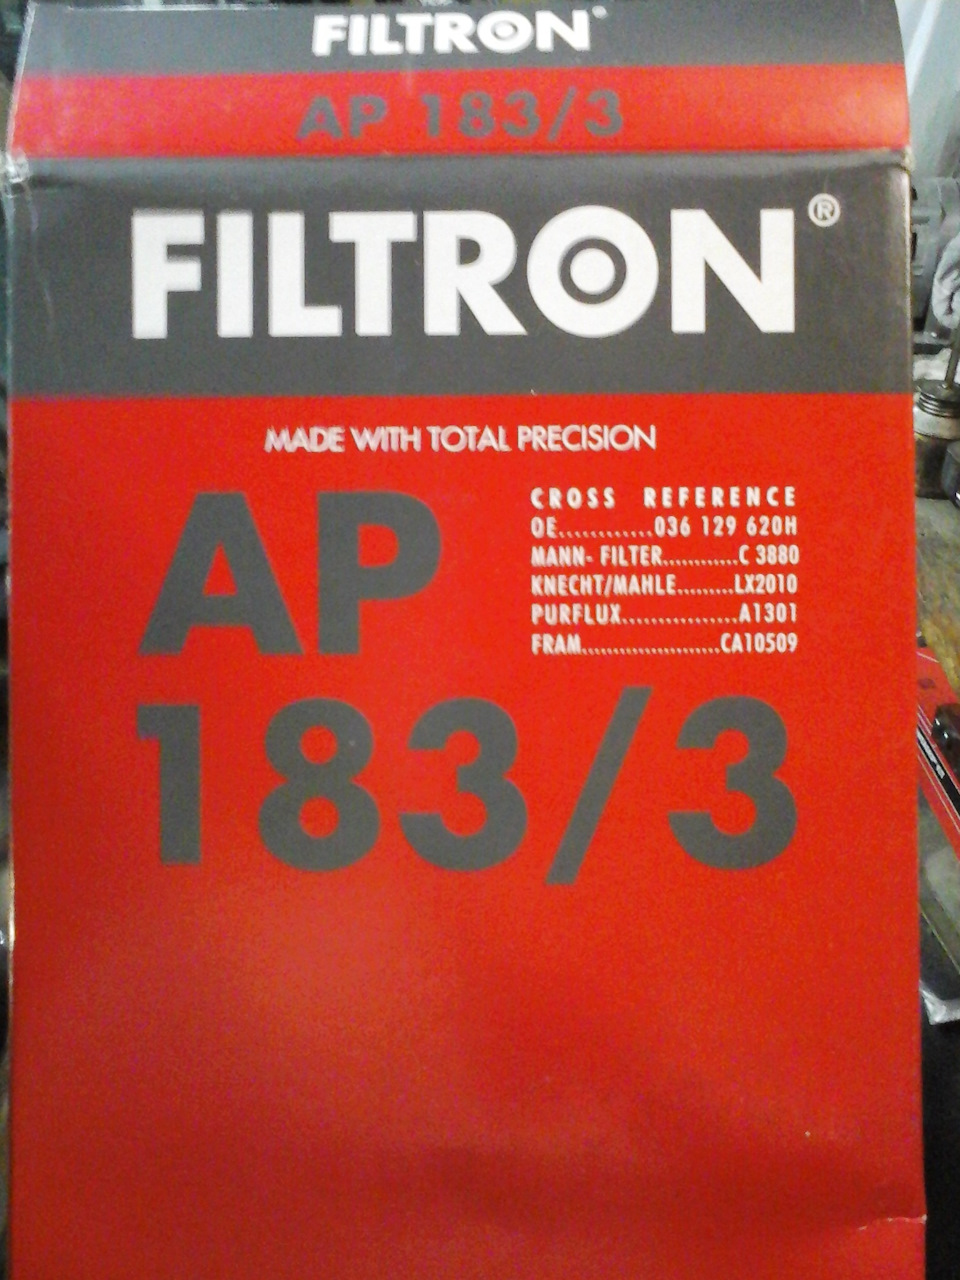 FILTRON®
AP 183/3
FILTRON®
MADE WITH TOTAL PRECISION
AP
183/3
CROSS REFERENCE
OE............036 129 620H
MANN- FILTER............C 3880
KNECHT/MAHLE.........LX2010
PURFLUX................A1301
FRAM......................CA10509